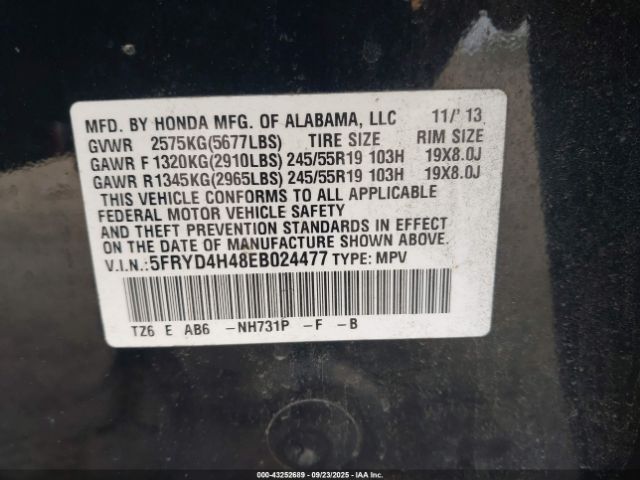 MFD. BY HONDA MFG. OF ALABAMA, LLC 11/'13
GVWR 2575KG(5677LBS) TIRE SIZE RIM SIZE
GAWR F 1320KG(2910LBS) 245/55R19 103H 19X8.0J
GAWR R1345KG(2965LBS) 245/55R19 103H 19X8.0J
THIS VEHICLE CONFORMS TO ALL APPLICABLE
FEDERAL MOTOR VEHICLE SAFETY
AND THEFT PREVENTION STANDARDS IN EFFECT
ON THE DATE OF MANUFACTURE SHOWN ABOVE.
V.I.N.:5FRYD4H48EB024477 TYPE: MPV
TZ6 E AB6 -NH731P -F -B
000-43252689 - 09/23/2025 - IAA Inc.